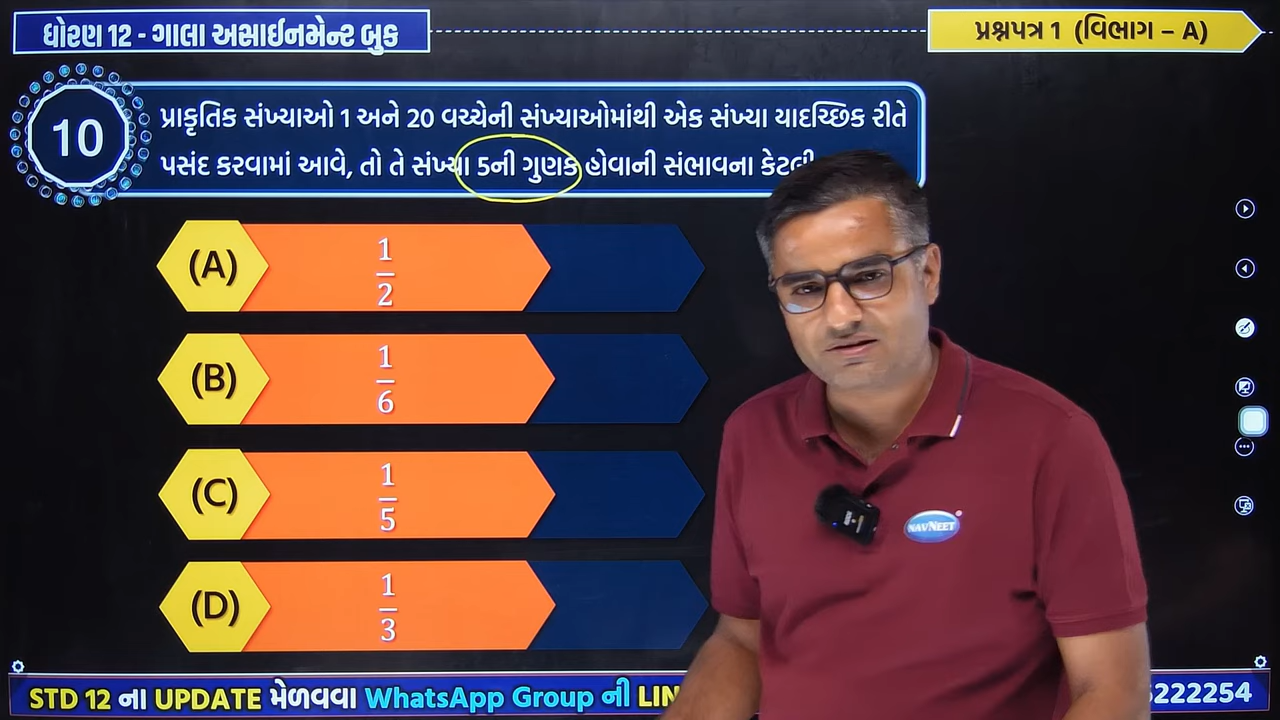 ધોરણ 12 - ગાલા અસાઈનમેન્ટ બુક
પ્રશ્નપત્ર 1 (વિભાગ – A)
10
પ્રાકૃતિક સંખ્યાઓ 1 અને 20 વચ્ચેની સંખ્યાઓમાંથી એક સંખ્યા યાદચ્છિક રીતે
પસંદ કરવામાં આવે, તો તે સંખ્યા 5ની ગુણક હોવાની સંભાવના
(A) 1/2
(B) 1/6
(C) 1/5
(D) 1/3
NAVNEET
STD 12 ના UPDATE મેળવવા WhatsApp Group ની
222254